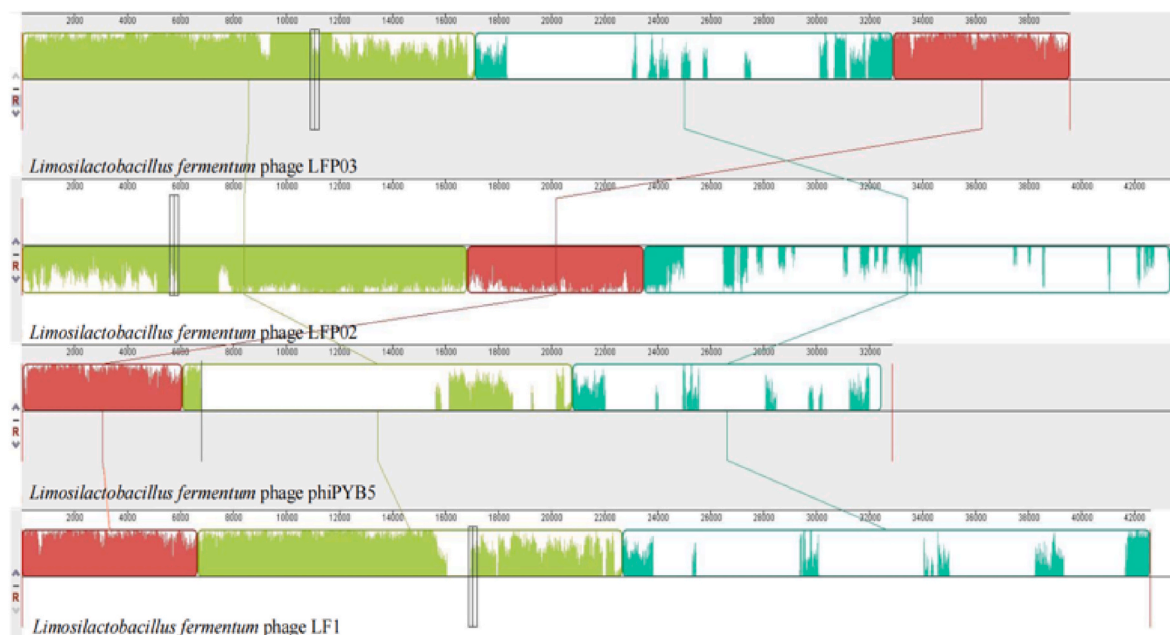 2000 4000 6000 8000 10000 12000 14000 16000 18000 20000 22000 24000 26000 28000 30000 32000 34000 36000 38000
R
Limosilactobacillus fermentum phage LFP03
2000 4000 6000 8000 10000 12000 14000 16000 18000 20000 22000 24000 26000 28000 30000 32000 34000 36000 38000 40000 42000
R
Limosilactobacillus fermentum phage LFP02
2000 4000 6000 8000 10000 12000 14000 16000 18000 20000 22000 24000 26000 28000 30000 32000
R
Limosilactobacillus fermentum phage phiPYB5
2000 4000 6000 8000 10000 12000 14000 16000 18000 20000 22000 24000 26000 28000 30000 32000 34000 36000 38000 40000 42000
R
Limosilactobacillus fermentum phage LF1